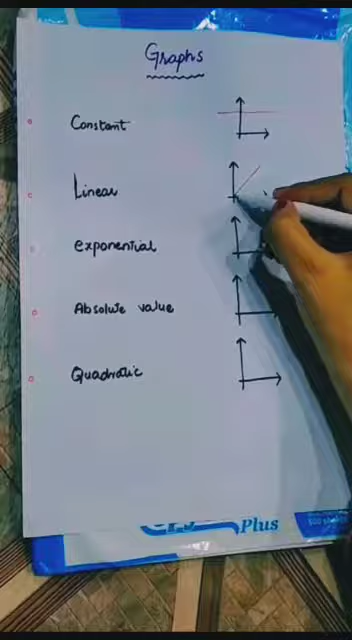 Graphs
Constant
Linear
exponential
Absolute value
Quadratic
Plus